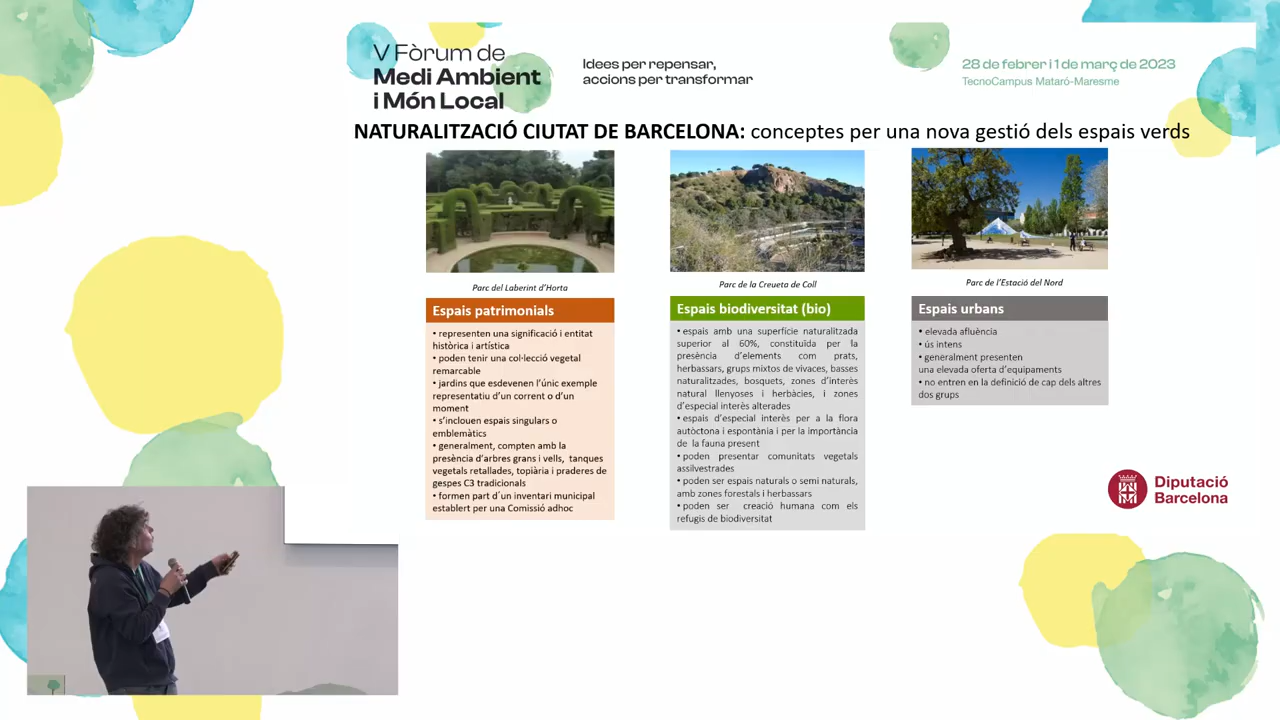 V Fòrum de
Medi Ambient
i Món Local
Idees per repensar,
accions per transformar
28 de febrer i 1 de març de 2023
TecnoCampus Mataró-Maresme
NATURALITZACIÓ CIUTAT DE BARCELONA: conceptes per una nova gestió dels espais verds
Parc del Laberint d'Horta
Espais patrimonials
• representen una significació i entitat
històrica i artística
• poden tenir una col·lecció vegetal
remarcable
• jardins que esdevenen l'únic exemple
representatiu d'un corrent o d'un
moment
• s'inclouen espais singulars o
emblemàtics
• generalment, compten amb la
presència d'arbres grans i vells, tanques
vegetals retallades, topiària i praderes de
gespes C3 tradicionals
• formen part d´un inventari municipal
establert per una Comissió adhoc
Parc de la Creueta de Coll
Espais biodiversitat (bio)
• espais amb una superfície naturalitzada
superior al 60%, constituïda per la
presència d'elements com prats,
herbassars, grups mixtos de vivaces, basses
naturalitzades, bosquets, zones d'interès
natural llenyoses i herbàcies, i zones
d'especial interès alterades
• espais d'especial interès per a la flora
autòctona i espontània i per la importància
de la fauna present
• poden presentar comunitats vegetals
assilvestrades
• poden ser espais naturals o semi naturals,
amb zones forestals i herbassars
• poden ser creació humana com els
refugis de biodiversitat
Parc de l'Estació del Nord
Espais urbans
• elevada afluència
• ús intens
• generalment presenten
una elevada oferta d'equipaments
• no entren en la definició de cap dels altres
dos grups
Diputació
Barcelona